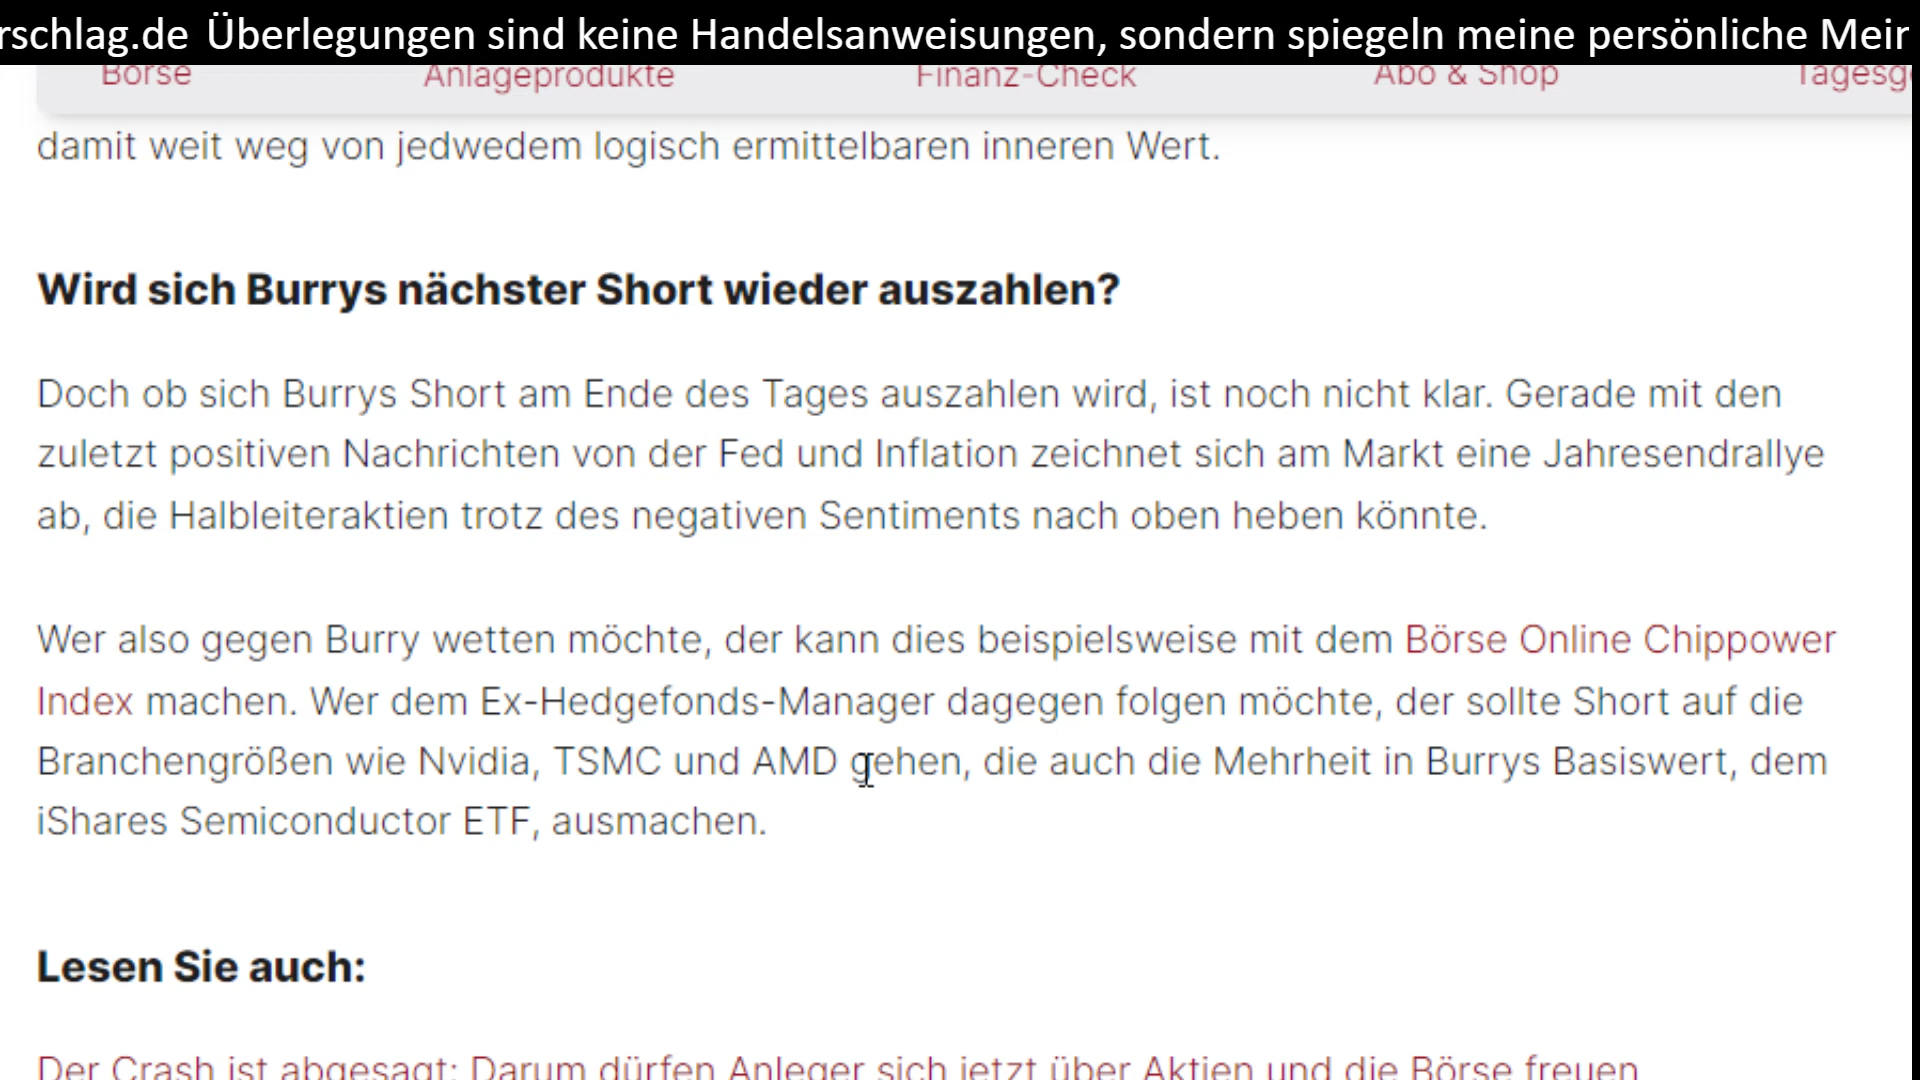 rschlag.de Überlegungen sind keine Handelsanweisungen, sondern spiegeln meine persönliche Mei
Börse Anlageprodukte Finanz-Check Abo & Shop Tagesg
damit weit weg von jedwedem logisch ermittelbaren inneren Wert.
Wird sich Burrys nächster Short wieder auszahlen?
Doch ob sich Burrys Short am Ende des Tages auszahlen wird, ist noch nicht klar. Gerade mit den
zuletzt positiven Nachrichten von der Fed und Inflation zeichnet sich am Markt eine Jahresendrallye
ab, die Halbleiteraktien trotz des negativen Sentiments nach oben heben könnte.
Wer also gegen Burry wetten möchte, der kann dies beispielsweise mit dem Börse Online Chippower
Index machen. Wer dem Ex-Hedgefonds-Manager dagegen folgen möchte, der sollte Short auf die
Branchengrößen wie Nvidia, TSMC und AMD gehen, die auch die Mehrheit in Burrys Basiswert, dem
iShares Semiconductor ETF, ausmachen.
Lesen Sie auch:
Der Crash ist abgesagt: Darum dürfen Anleger sich jetzt über Aktien und die Börse freuen